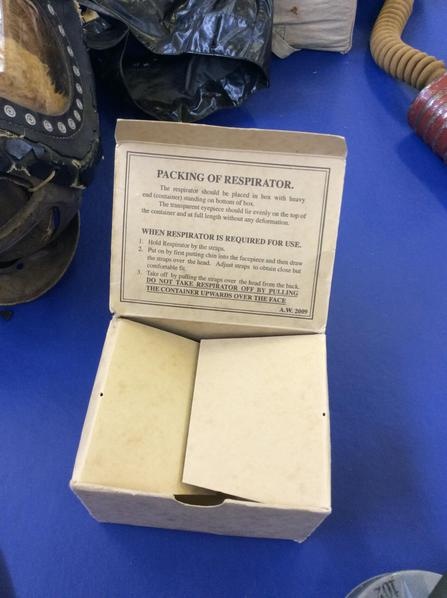 PACKING OF RESPIRATOR.
The respirator should be placed in box with heavy
end (container) standing on bottom of box.
The transparent eyepiece should lie evenly on the top of
the container and at full length without any deformation.
WHEN RESPIRATOR IS REQUIRED FOR USE.
1. Hold Respirator by the straps.
2. Put on by first putting chin into the facepiece and then draw
the straps over the head. Adjust straps to obtain close but
comfortable fit.
3. Take off by pulling the straps over the head from the back.
DO NOT TAKE RESPIRATOR OFF BY PULLING
THE CONTAINER UPWARDS OVER THE FACE
A.W. 2009